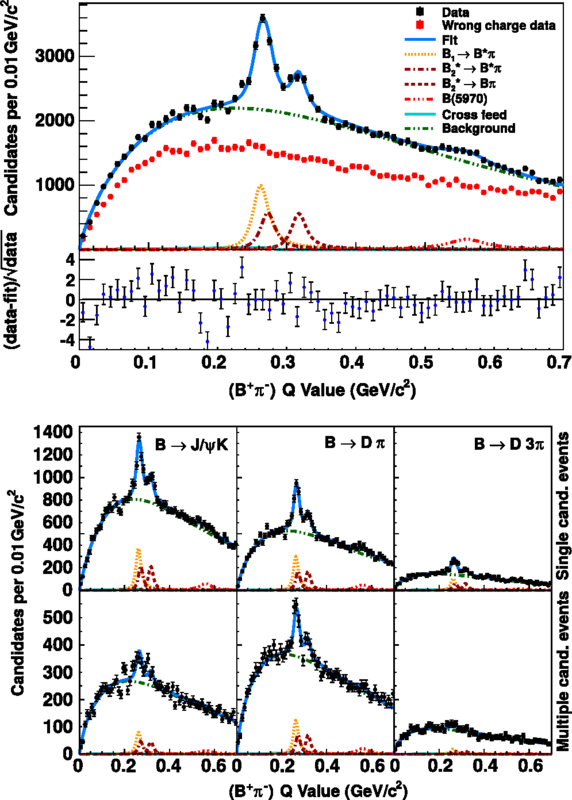 Candidates per 0.01 GeV/c²
3000
2000
1000
Data
Wrong charge data
Fit
B₁ → B*π
B₂* → B*π
B₂* → Bπ
B(5970)
Cross feed
Background
(data-fit)/√data
4
2
0
-2
-4
0 0.1 0.2 0.3 0.4 0.5 0.6 0.7
(B⁺π⁻) Q Value (GeV/c²)
Candidates per 0.01 GeV/c²
1400
1200
1000
800
600
400
200
0
B → J/ψK
B → D π
B → D 3π
Single cand. events
500
400
300
200
100
0
Multiple cand. events
0 0.2 0.4 0.6 0 0.2 0.4 0.6 0 0.2 0.4 0.6
(B⁺π⁻) Q Value (GeV/c²)